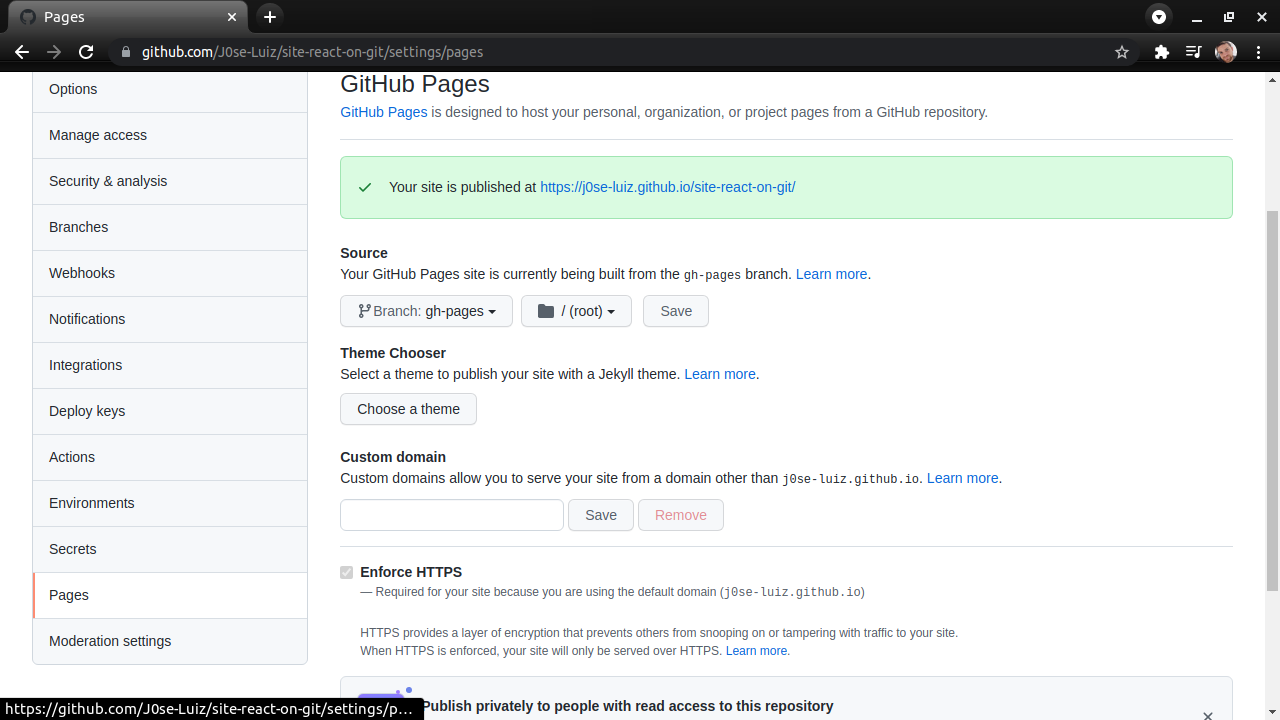 Pages
github.com/J0se-Luiz/site-react-on-git/settings/pages
Options
Manage access
Security & analysis
Branches
Webhooks
Notifications
Integrations
Deploy keys
Actions
Environments
Secrets
Pages
Moderation settings
GitHub Pages
GitHub Pages is designed to host your personal, organization, or project pages from a GitHub repository.
Your site is published at https://j0se-luiz.github.io/site-react-on-git/
Source
Your GitHub Pages site is currently being built from the gh-pages branch. Learn more.
Branch: gh-pages / (root) Save
Theme Chooser
Select a theme to publish your site with a Jekyll theme. Learn more.
Choose a theme
Custom domain
Custom domains allow you to serve your site from a domain other than j0se-luiz.github.io. Learn more.
Save Remove
Enforce HTTPS
— Required for your site because you are using the default domain (j0se-luiz.github.io)
HTTPS provides a layer of encryption that prevents others from snooping on or tampering with traffic to your site.
When HTTPS is enforced, your site will only be served over HTTPS. Learn more.
Publish privately to people with read access to this repository
https://github.com/J0se-Luiz/site-react-on-git/settings/p…